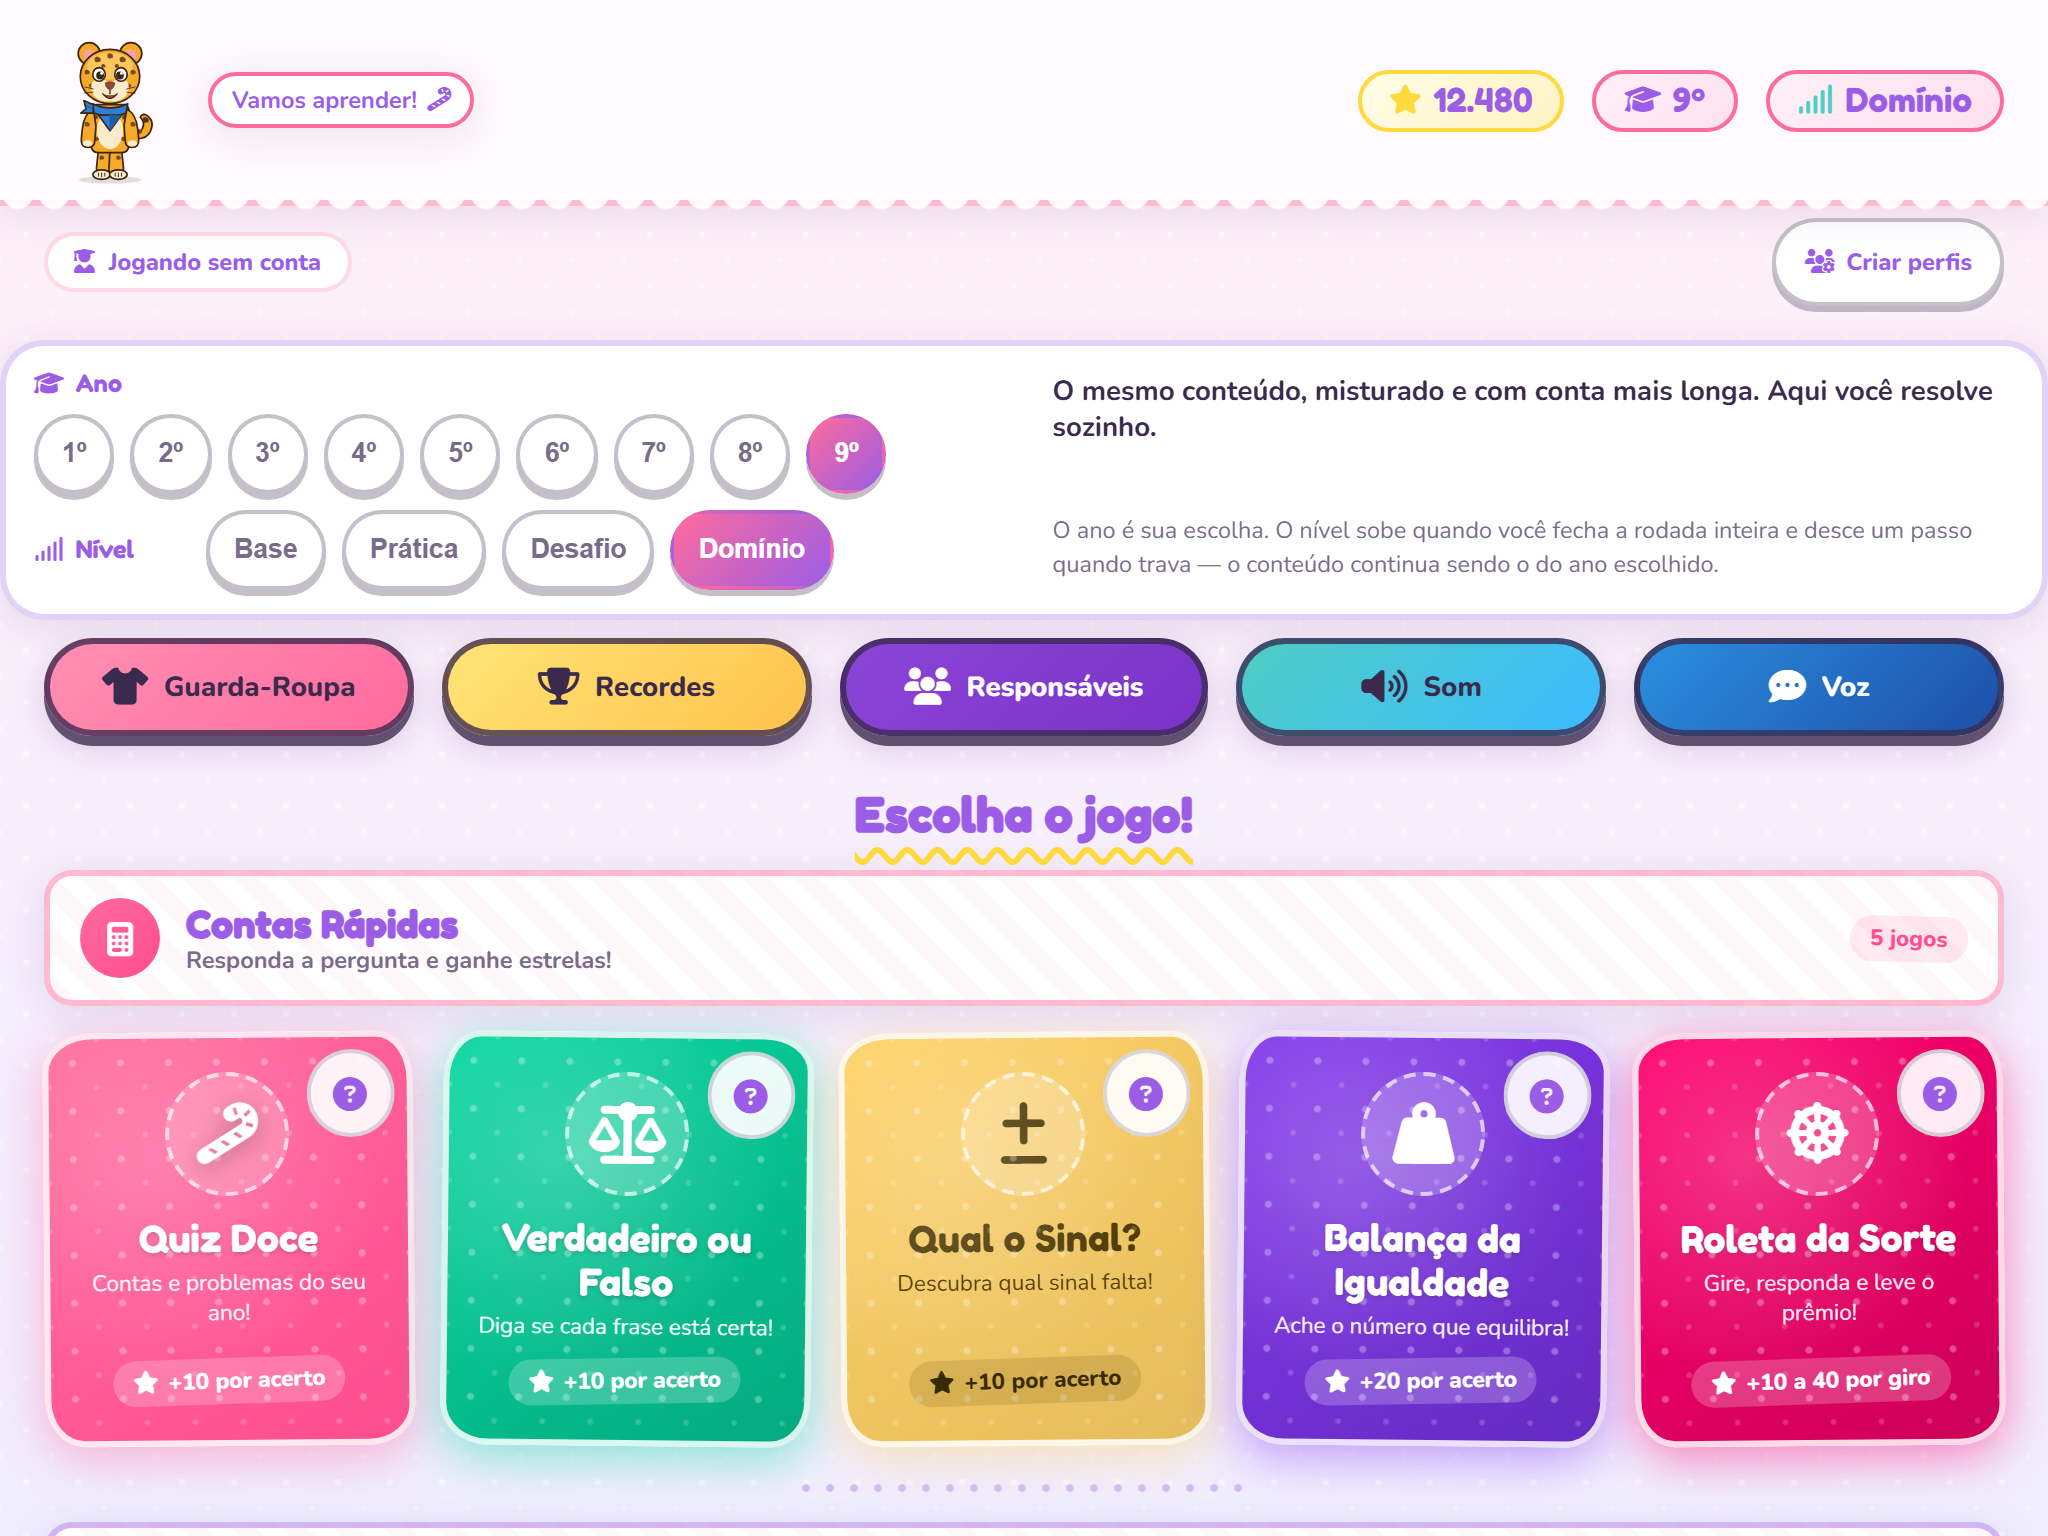 Vamos aprender!
12.480
9º
Domínio
Jogando sem conta
Criar perfis
Ano
1º 2º 3º 4º 5º 6º 7º 8º 9º
Nível
Base
Prática
Desafio
Domínio
O mesmo conteúdo, misturado e com conta mais longa. Aqui você resolve
sozinho.
O ano é sua escolha. O nível sobe quando você fecha a rodada inteira e desce um passo
quando trava — o conteúdo continua sendo o do ano escolhido.
Guarda-Roupa
Recordes
Responsáveis
Som
Voz
Escolha o jogo!
Contas Rápidas
Responda a pergunta e ganhe estrelas!
5 jogos
?
Quiz Doce
Contas e problemas do seu
ano!
+10 por acerto
?
Verdadeiro ou
Falso
Diga se cada frase está certa!
+10 por acerto
?
Qual o Sinal?
Descubra qual sinal falta!
+10 por acerto
?
Balança da
Igualdade
Ache o número que equilibra!
+20 por acerto
?
Roleta da Sorte
Gire, responda e leve o
prêmio!
+10 a 40 por giro